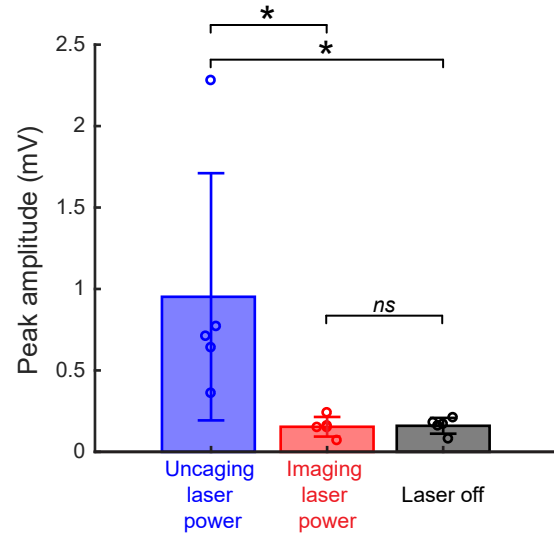 *
*
2.5
2
1.5
1
0.5
0
Peak amplitude (mV)
ns
Uncaging
laser
power
Imaging
laser
power
Laser off